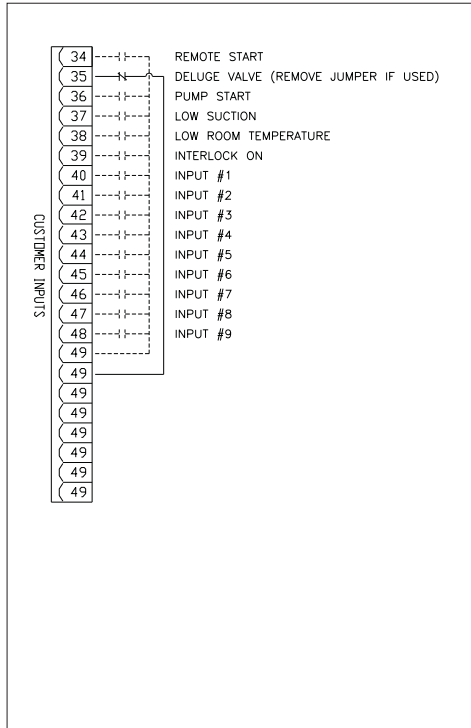 34 REMOTE START
35 DELUGE VALVE (REMOVE JUMPER IF USED)
36 PUMP START
37 LOW SUCTION
38 LOW ROOM TEMPERATURE
39 INTERLOCK ON
40 INPUT #1
41 INPUT #2
42 INPUT #3
43 INPUT #4
44 INPUT #5
45 INPUT #6
46 INPUT #7
47 INPUT #8
48 INPUT #9
49
49
49
49
49
49
49
49
CUSTOMER INPUTS